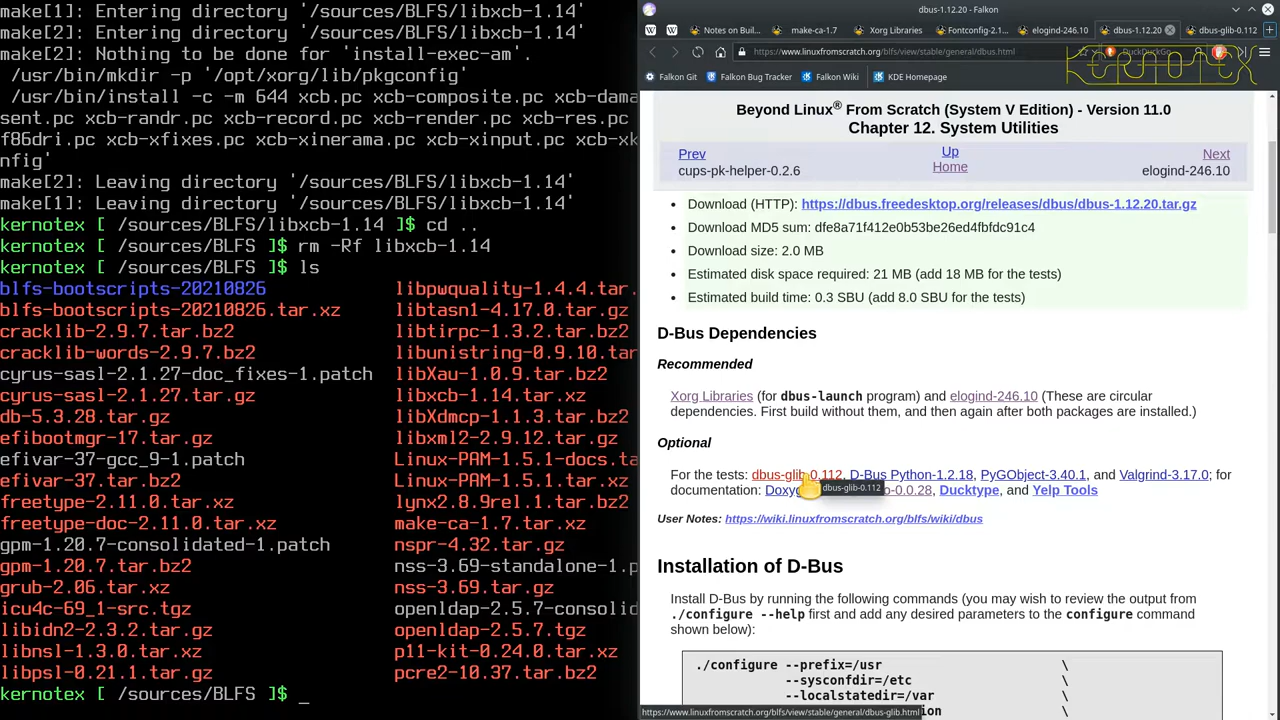 make[1]: Entering directory '/sources/BLFS/libxcb-1.14'
make[2]: Entering directory '/sources/BLFS/libxcb-1.14'
make[2]: Nothing to be done for 'install-exec-am'.
 /usr/bin/mkdir -p '/opt/xorg/lib/pkgconfig'
 /usr/bin/install -c -m 644 xcb.pc xcb-composite.pc xcb-dama
sent.pc xcb-randr.pc xcb-record.pc xcb-render.pc xcb-res.pc
f86dri.pc xcb-xfixes.pc xcb-xinerama.pc xcb-xinput.pc xcb-xk
nfig'
make[2]: Leaving directory '/sources/BLFS/libxcb-1.14'
make[1]: Leaving directory '/sources/BLFS/libxcb-1.14'
kernotex [ /sources/BLFS/libxcb-1.14 ]$ cd ..
kernotex [ /sources/BLFS ]$ rm -Rf libxcb-1.14
kernotex [ /sources/BLFS ]$ ls
blfs-bootscripts-20210826 libpwquality-1.4.4.tar.
blfs-bootscripts-20210826.tar.xz libtasn1-4.17.0.tar.gz
cracklib-2.9.7.tar.bz2 libtirpc-1.3.2.tar.bz2
cracklib-words-2.9.7.bz2 libunistring-0.9.10.tar
cyrus-sasl-2.1.27-doc_fixes-1.patch libXau-1.0.9.tar.bz2
cyrus-sasl-2.1.27.tar.gz libxcb-1.14.tar.xz
db-5.3.28.tar.gz libXdmcp-1.1.3.tar.bz2
efibootmgr-17.tar.gz libxml2-2.9.12.tar.gz
efivar-37-gcc_9-1.patch Linux-PAM-1.5.1-docs.ta
efivar-37.tar.bz2 Linux-PAM-1.5.1.tar.xz
freetype-2.11.0.tar.xz lynx2.8.9rel.1.tar.bz2
freetype-doc-2.11.0.tar.xz make-ca-1.7.tar.xz
gpm-1.20.7-consolidated-1.patch nspr-4.32.tar.gz
gpm-1.20.7.tar.bz2 nss-3.69-standalone-1.p
grub-2.06.tar.xz nss-3.69.tar.gz
icu4c-69_1-src.tgz openldap-2.5.7-consolid
libidn2-2.3.2.tar.gz openldap-2.5.7.tgz
libnsl-1.3.0.tar.xz p11-kit-0.24.0.tar.xz
libpsl-0.21.1.tar.gz pcre2-10.37.tar.bz2
kernotex [ /sources/BLFS ]$ _
dbus-1.12.20 - Falkon
Notes on Buil... make-ca-1.7 Xorg Libraries Fontconfig-2.1... elogind-246.10 dbus-1.12.20 dbus-glib-0.112
https://www.linuxfromscratch.org/blfs/view/stable/general/dbus.html DuckDuckGo
KERNOTEX
Falkon Git Falkon Bug Tracker Falkon Wiki KDE Homepage
Beyond Linux® From Scratch (System V Edition) - Version 11.0
Chapter 12. System Utilities
Prev Up Next
cups-pk-helper-0.2.6 Home elogind-246.10
• Download (HTTP): https://dbus.freedesktop.org/releases/dbus/dbus-1.12.20.tar.gz
• Download MD5 sum: dfe8a71f412e0b53be26ed4fbfdc91c4
• Download size: 2.0 MB
• Estimated disk space required: 21 MB (add 18 MB for the tests)
• Estimated build time: 0.3 SBU (add 8.0 SBU for the tests)
D-Bus Dependencies
Recommended
Xorg Libraries (for dbus-launch program) and elogind-246.10 (These are circular
dependencies. First build without them, and then again after both packages are installed.)
Optional
For the tests: dbus-glib-0.112, D-Bus Python-1.2.18, PyGObject-3.40.1, and Valgrind-3.17.0; for
documentation: Doxy -0.0.28, Ducktype, and Yelp Tools
dbus-glib-0.112
User Notes: https://wiki.linuxfromscratch.org/blfs/wiki/dbus
Installation of D-Bus
Install D-Bus by running the following commands (you may wish to review the output from
./configure --help first and add any desired parameters to the configure command
shown below):
./configure --prefix=/usr \
--sysconfdir=/etc \
--localstatedir=/var \
ion \
https://www.linuxfromscratch.org/blfs/view/stable/general/dbus-glib.html